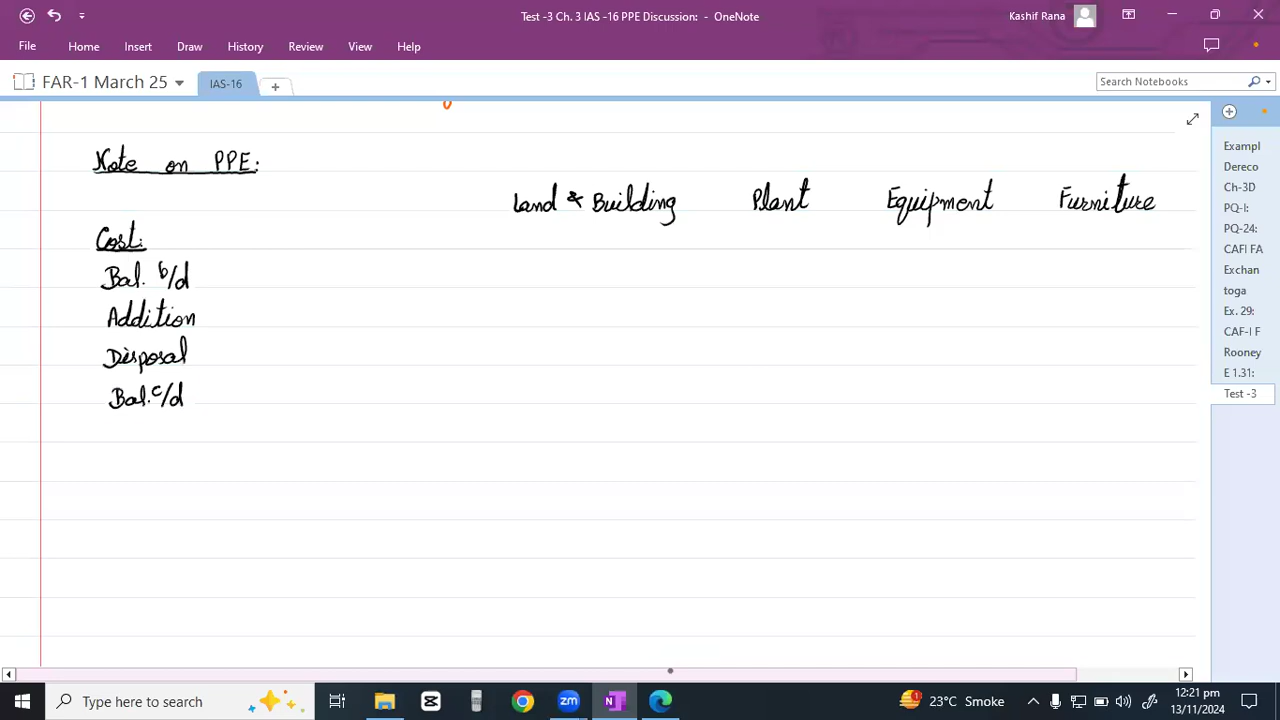 Test -3 Ch. 3 IAS -16 PPE Discussion: - OneNote
Kashif Rana
File Home Insert Draw History Review View Help
FAR-1 March 25
IAS-16
Search Notebooks
Note on PPE:
Land & Building Plant Equipment Furniture
Cost:
Bal. b/d
Addition
Disposal
Bal. c/d
Exampl
Dereco
Ch-3D
PQ-I:
PQ-24:
CAFI FA
Exchan
toga
Ex. 29:
CAF-I F
Rooney
E 1.31:
Test -3
Type here to search
zm
N
1
23°C Smoke
12:21 pm
13/11/2024